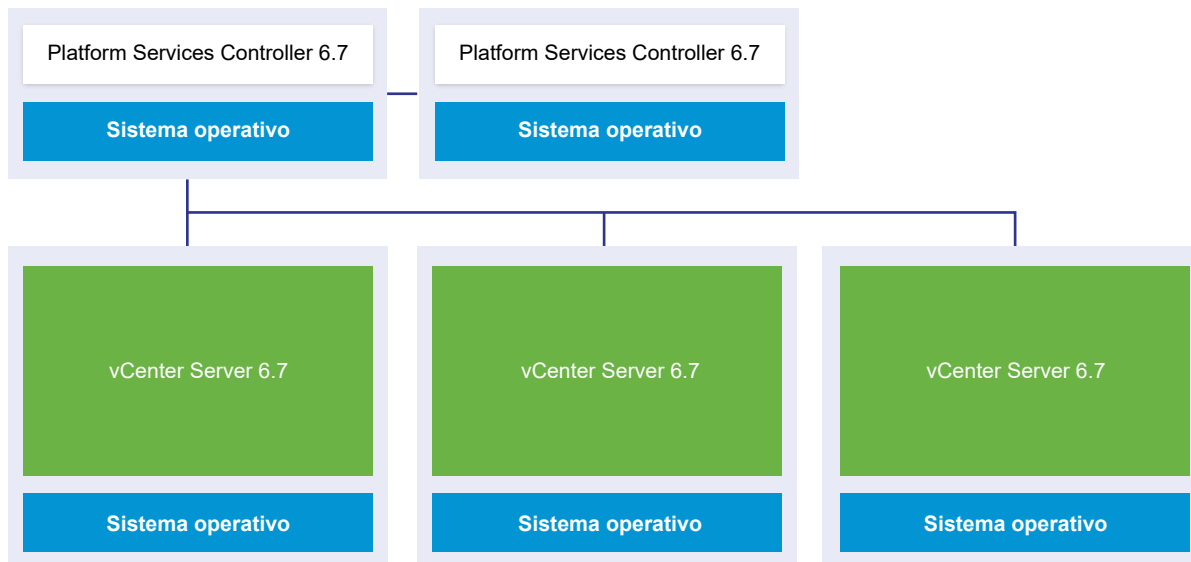 Platform Services Controller 6.7
Platform Services Controller 6.7
Sistema operativo
Sistema operativo
vCenter Server 6.7
vCenter Server 6.7
vCenter Server 6.7
Sistema operativo
Sistema operativo
Sistema operativo